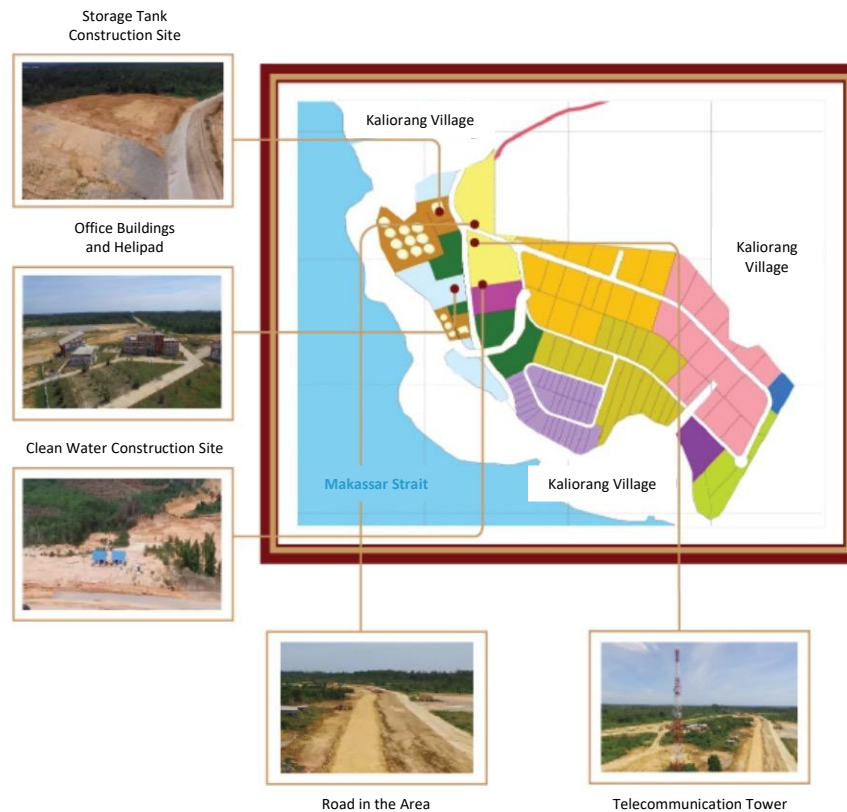 Storage Tank
Construction Site
Kaliorang Village
Office Buildings
and Helipad
Kaliorang
Village
Clean Water Construction Site
Makassar Strait
Kaliorang Village
Road in the Area
Telecommunication Tower